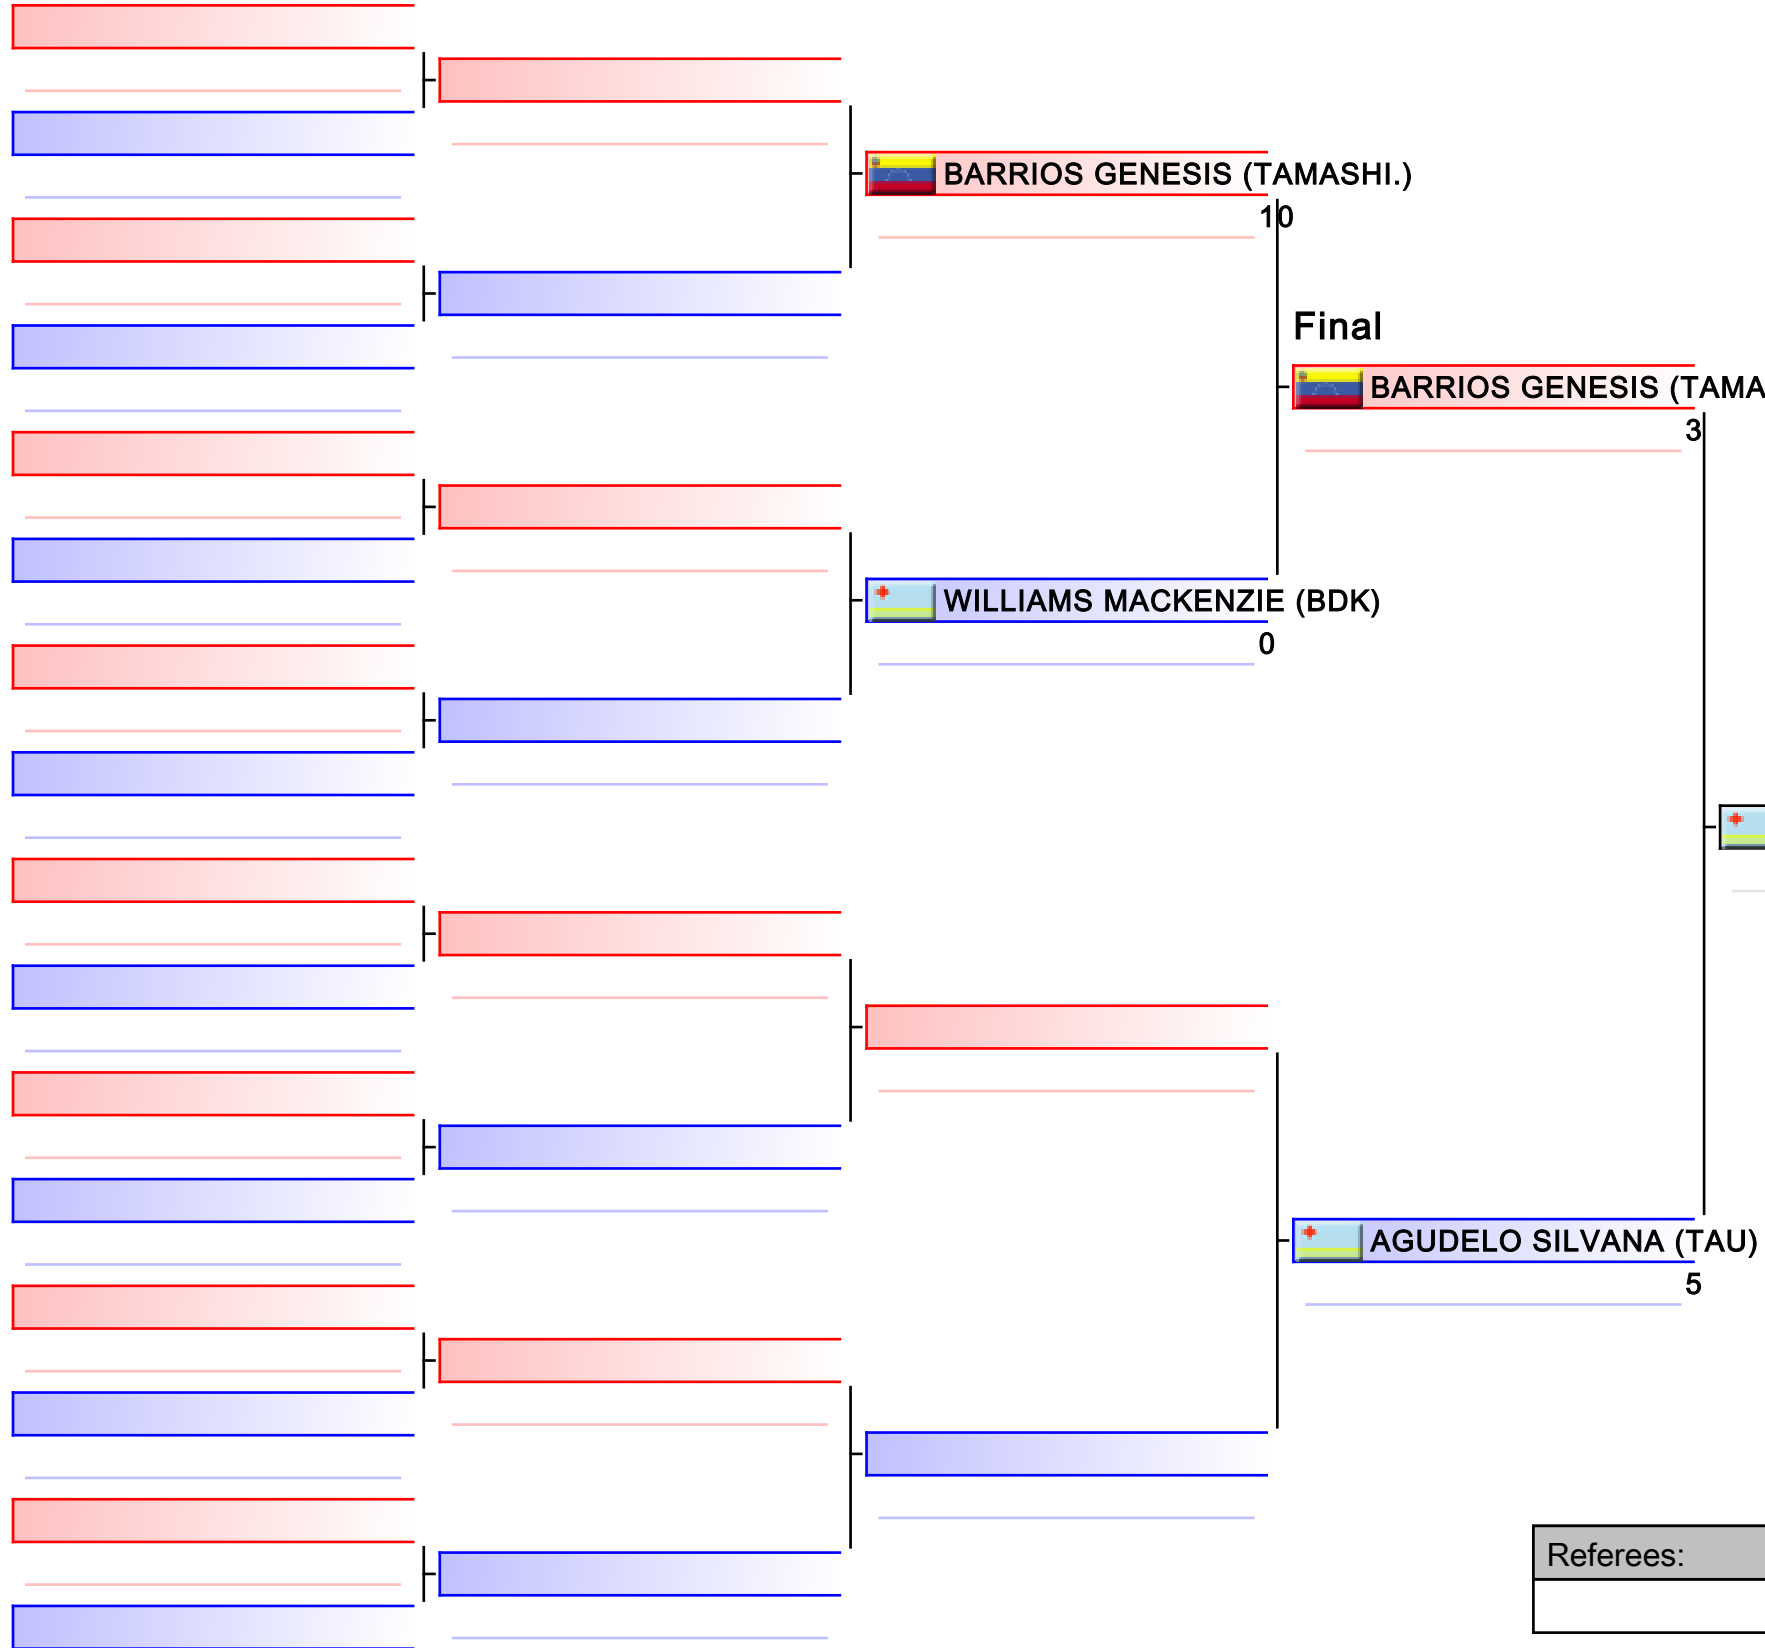 BARRIOS GENESIS (TAMASHI.)
10
Final
BARRIOS GENESIS (TAMA
3
WILLIAMS MACKENZIE (BDK)
0
AGUDELO SILVANA (TAU)
5
Referees: